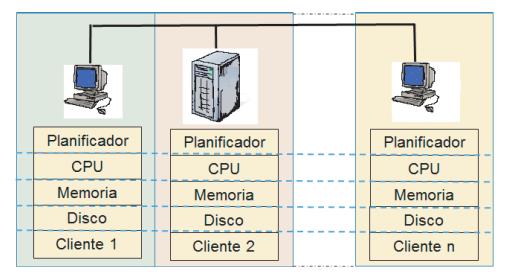 Planificador
CPU
Memoria
Disco
Cliente 1
Planificador
CPU
Memoria
Disco
Cliente 2
Planificador
CPU
Memoria
Disco
Cliente n